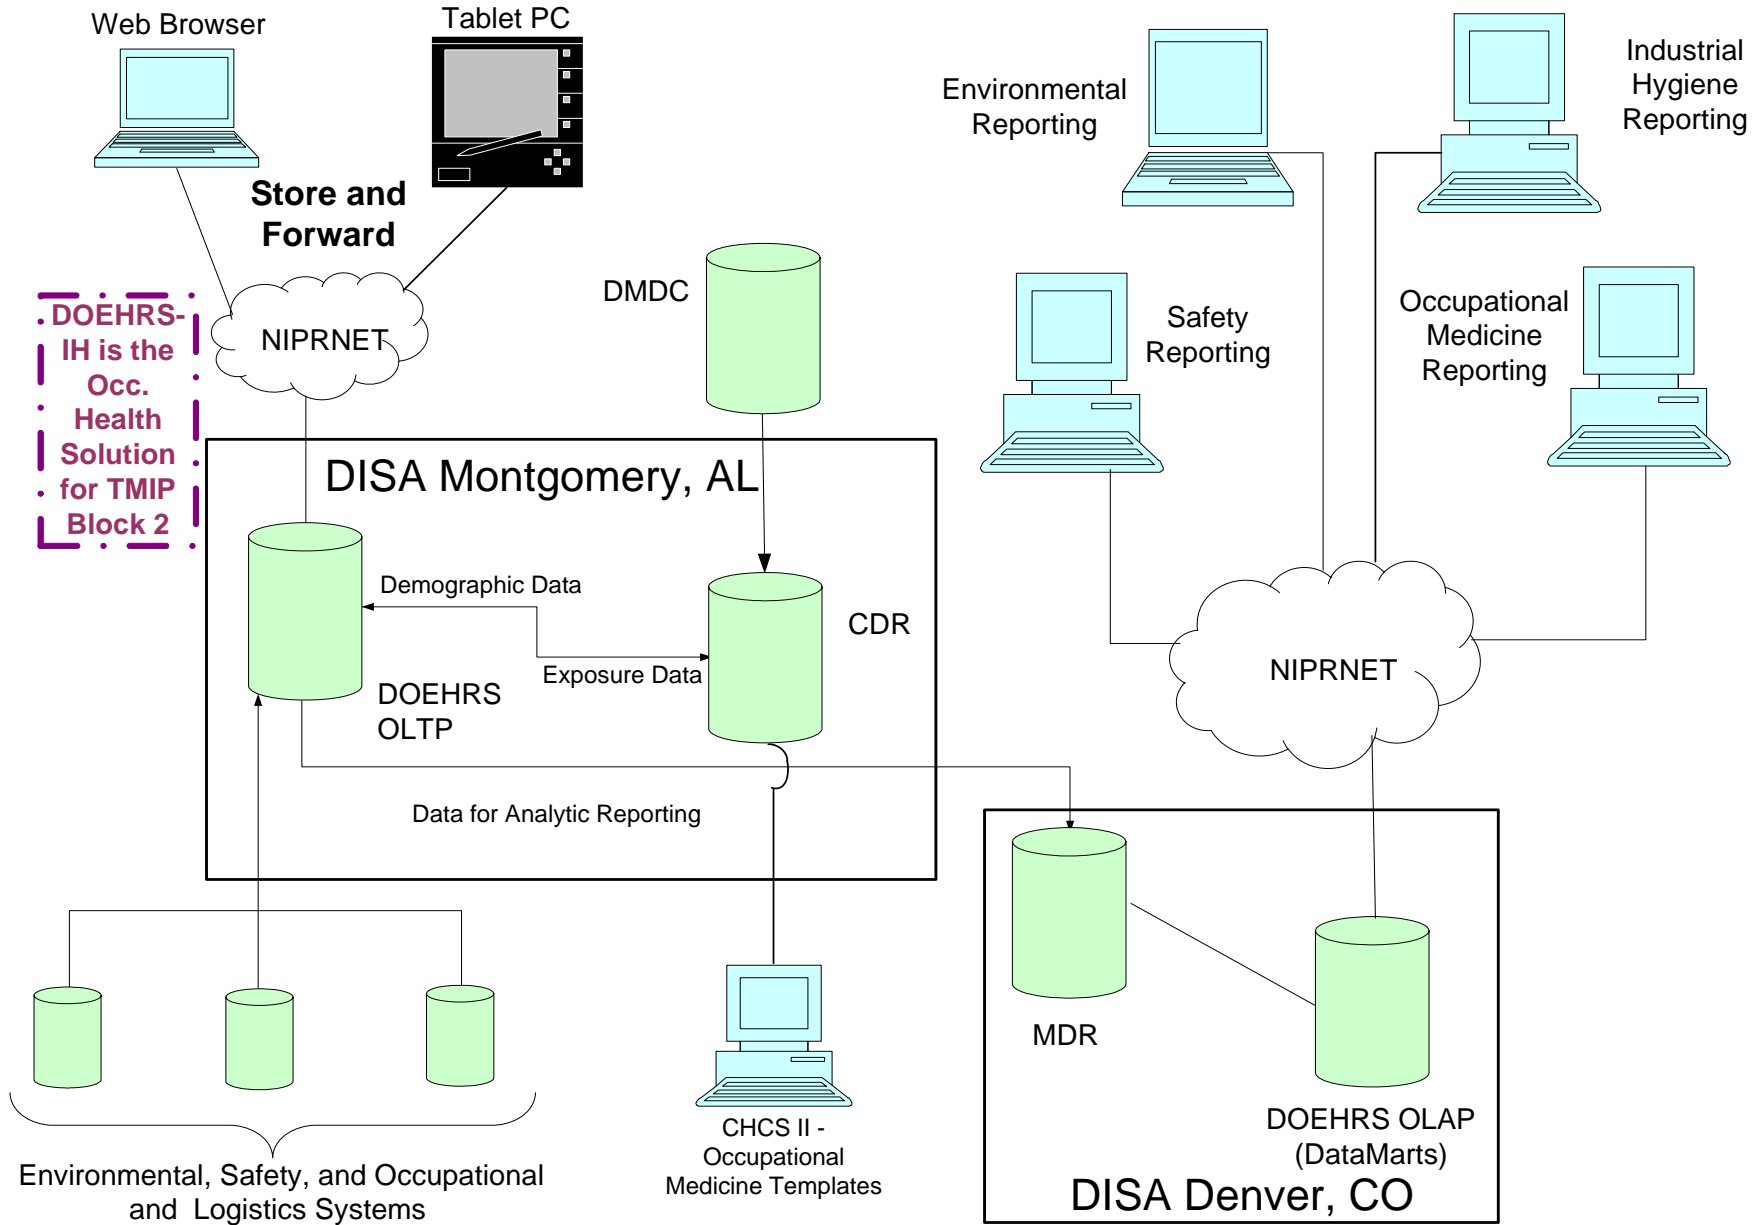 Web Browser
Tablet PC
Store and
Forward
NIPRNET
DOEHRS-
IH is the
Occ.
Health
Solution
for TMIP
Block 2
DMDC
Environmental
Reporting
Industrial
Hygiene
Reporting
Safety
Reporting
Occupational
Medicine
Reporting
NIPRNET
DISA Montgomery, AL
Demographic Data
Exposure Data
CDR
DOEHRS
OLTP
Data for Analytic Reporting
MDR
DOEHRS OLAP
(DataMarts)
DISA Denver, CO
CHCS II -
Occupational
Medicine Templates
Environmental, Safety, and Occupational
and Logistics Systems